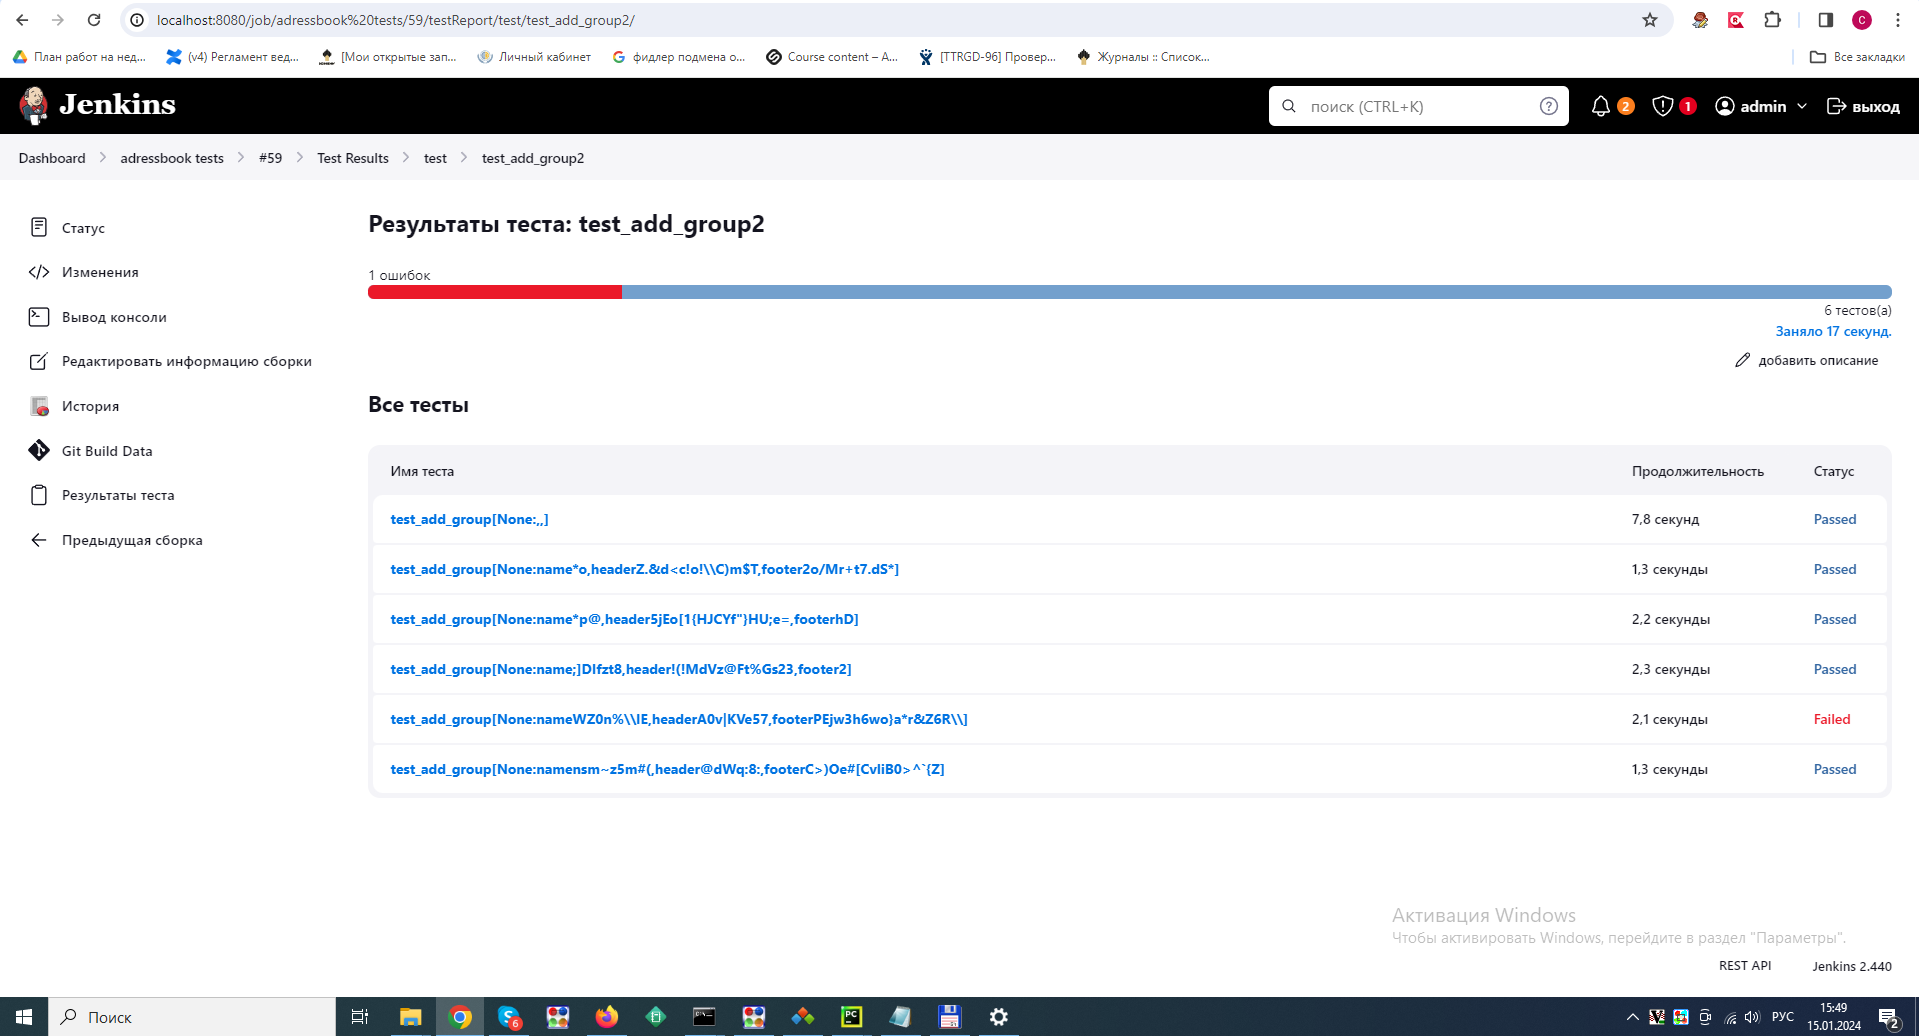 localhost:8080/job/adressbook%20tests/59/testReport/test/test_add_group2/
План работ на нед...
(v4) Регламент вед...
[Мои открытые зап...
Личный кабинет
фидлер подмена о...
Course content – A...
[TTRGD-96] Провер...
Журналы :: Список...
Все закладки
Jenkins
поиск (CTRL+K)
2
1
admin
выход
Dashboard
adressbook tests
#59
Test Results
test
test_add_group2
Статус
Изменения
Вывод консоли
Редактировать информацию сборки
История
Git Build Data
Результаты теста
Предыдущая сборка
Результаты теста: test_add_group2
1 ошибок
6 тестов(а)
Заняло 17 секунд.
добавить описание
Все тесты
Имя теста Продолжительность Статус
test_add_group[None:,,] 7,8 секунд Passed
test_add_group[None:name*o,headerZ.&d<c!o!\\C)m$T,footer2o/Mr+t7.dS*] 1,3 секунды Passed
test_add_group[None:name*p@,header5jEo[1{HJCYf"}HU;e=,footerhD] 2,2 секунды Passed
test_add_group[None:name;]DIfzt8,header!(!MdVz@Ft%Gs23,footer2] 2,3 секунды Passed
test_add_group[None:nameWZ0n%\\IE,headerA0v|KVe57,footerPEjw3h6wo}a*r&Z6R\\] 2,1 секунды Failed
test_add_group[None:namensm~z5m#(,header@dWq:8:,footerC>)Oe#[CvIiB0>^`{Z] 1,3 секунды Passed
Активация Windows
Чтобы активировать Windows, перейдите в раздел "Параметры".
REST API
Jenkins 2.440
Поиск
6
PC
РУС
15:49
15.01.2024
2